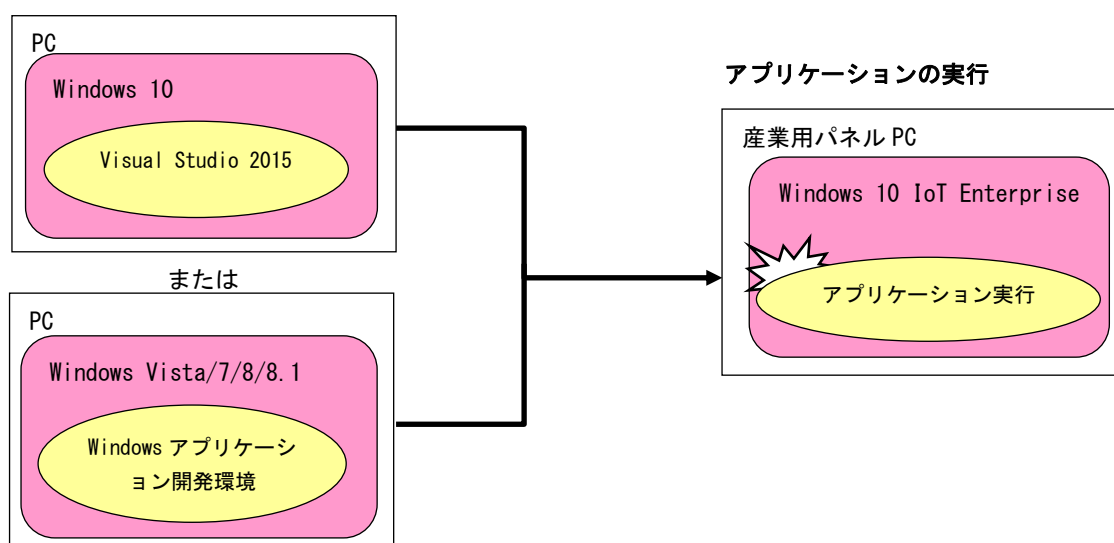 PC
Windows 10
Visual Studio 2015
または
PC
Windows Vista/7/8/8.1
Windows アプリケーシ
ョン開発環境
アプリケーションの実行
産業用パネル PC
Windows 10 IoT Enterprise
アプリケーション実行